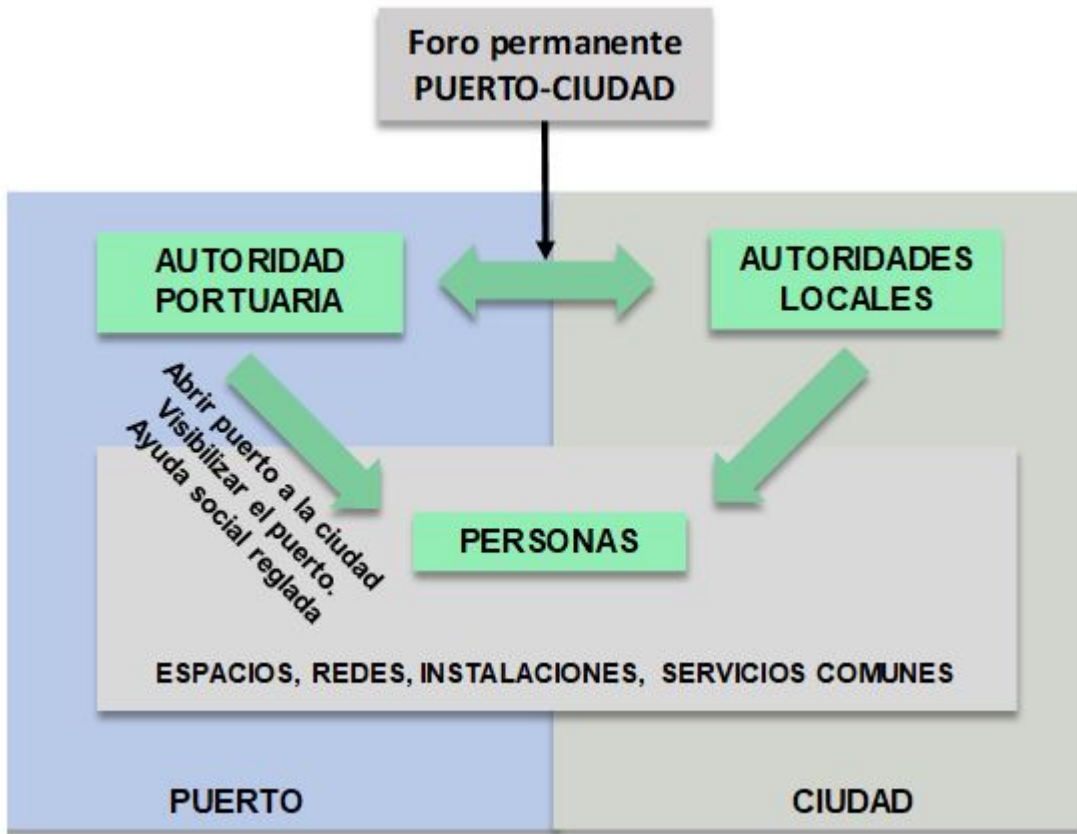 Foro permanente
PUERTO-CIUDAD
AUTORIDAD
PORTUARIA
AUTORIDADES
LOCALES
Abrir puerto a la ciudad
Visibilizar el puerto.
Ayuda social reglada
PERSONAS
ESPACIOS, REDES, INSTALACIONES, SERVICIOS COMUNES
PUERTO
CIUDAD